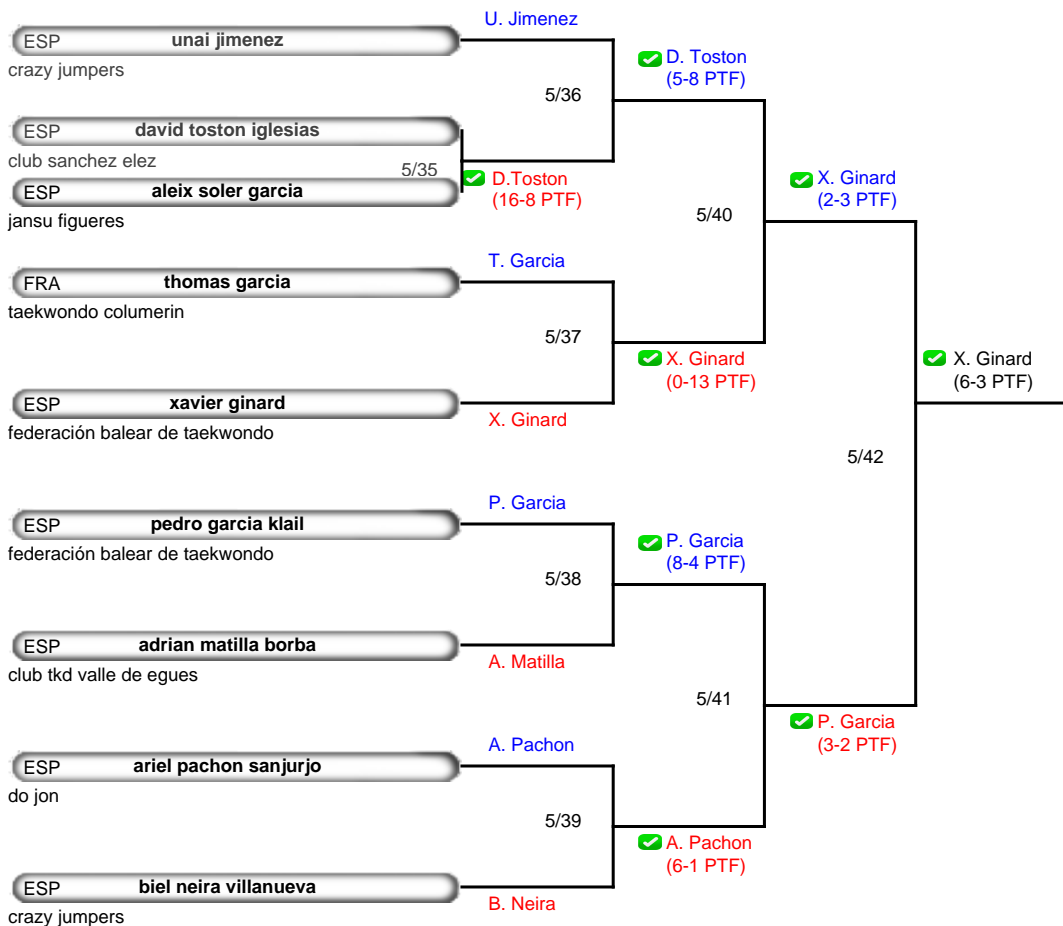 U. Jimenez
ESP unai jimenez
crazy jumpers
D. Toston
(5-8 PTF)
5/36
ESP david toston iglesias
club sanchez elez
5/35
D.Toston
(16-8 PTF)
ESP aleix soler garcia
jansu figueres
X. Ginard
(2-3 PTF)
5/40
T. Garcia
FRA thomas garcia
taekwondo columerin
5/37
X. Ginard
(0-13 PTF)
ESP xavier ginard
federación balear de taekwondo
X. Ginard
X. Ginard
(6-3 PTF)
5/42
P. Garcia
ESP pedro garcia klail
federación balear de taekwondo
P. Garcia
(8-4 PTF)
5/38
ESP adrian matilla borba
club tkd valle de egues
A. Matilla
5/41
P. Garcia
(3-2 PTF)
A. Pachon
ESP ariel pachon sanjurjo
do jon
5/39
A. Pachon
(6-1 PTF)
ESP biel neira villanueva
crazy jumpers
B. Neira